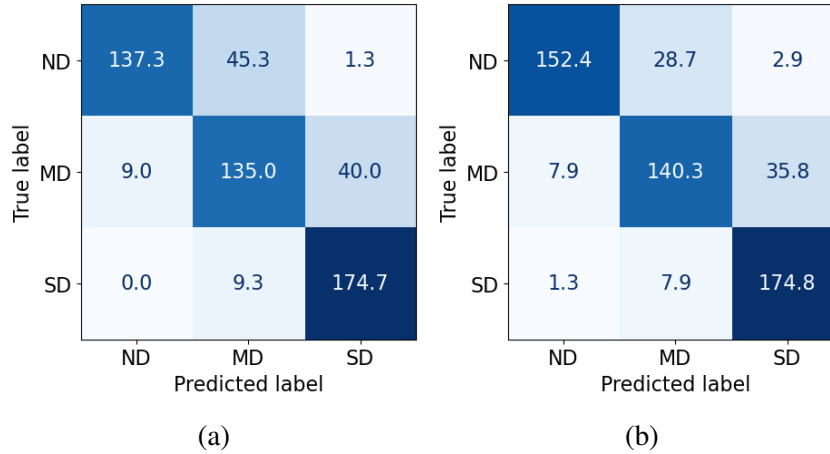 ND 137.3 45.3 1.3
MD 9.0 135.0 40.0
SD 0.0 9.3 174.7
ND MD SD
Predicted label
True label
(a)
ND 152.4 28.7 2.9
MD 7.9 140.3 35.8
SD 1.3 7.9 174.8
ND MD SD
Predicted label
True label
(b)